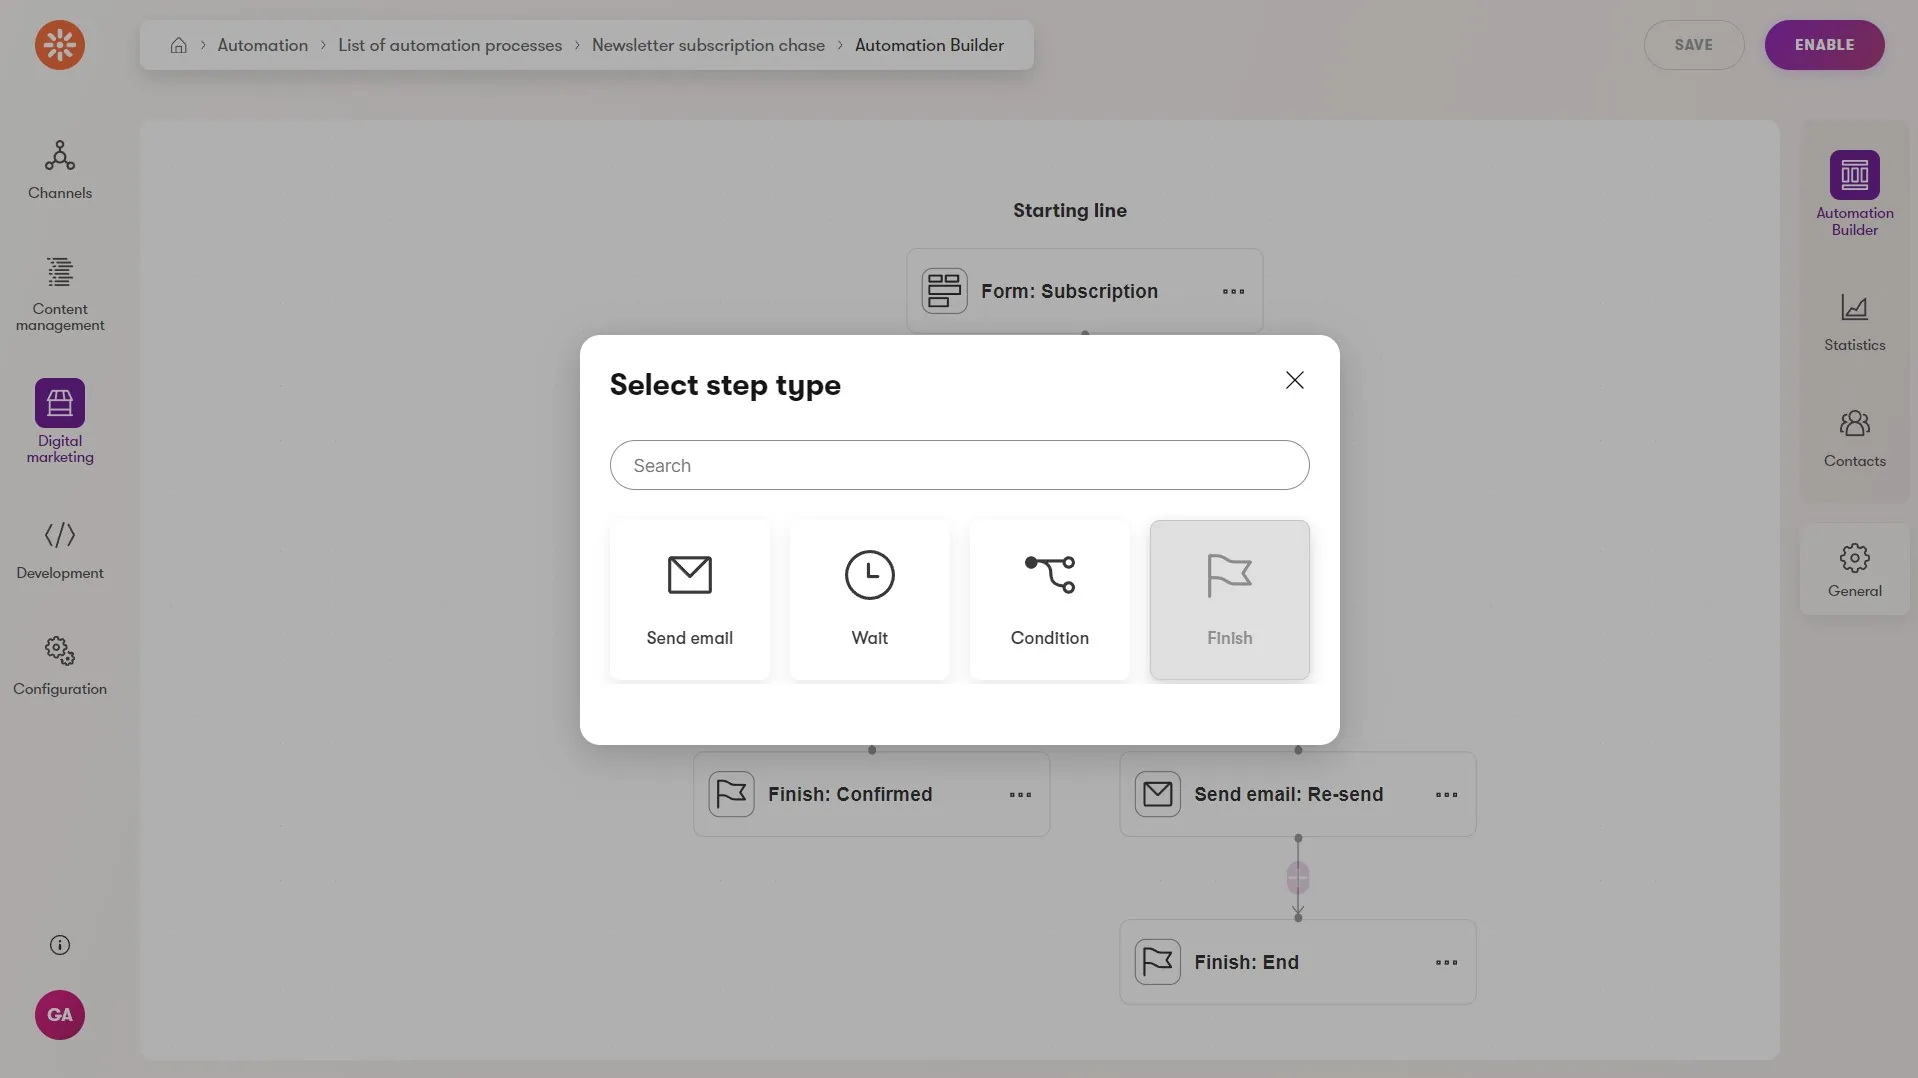 Automation
List of automation processes
Newsletter subscription chase
Automation Builder
SAVE
ENABLE
Channels
Content
management
Digital
marketing
Development
Configuration
GA
Starting line
Form: Subscription
Select step type
Search
Send email
Wait
Condition
Finish
Finish: Confirmed
Send email: Re-send
Finish: End
Automation
Builder
Statistics
Contacts
General